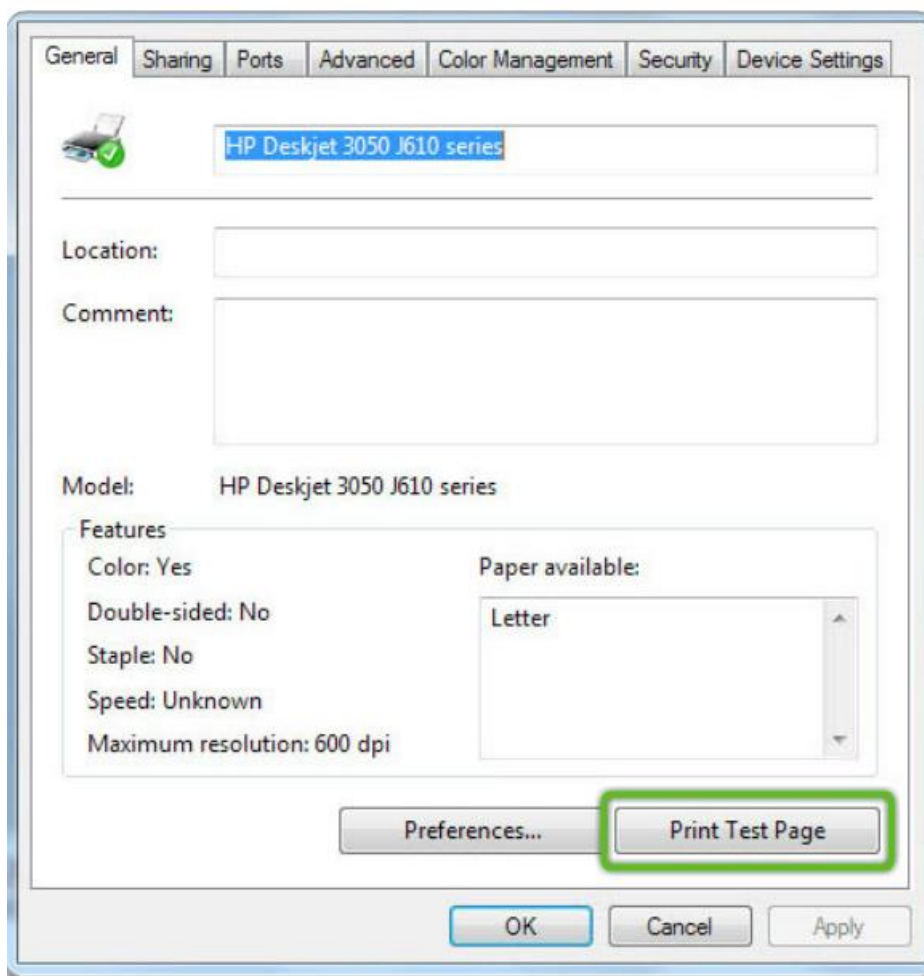 General Sharing Ports Advanced Color Management Security Device Settings
HP Deskjet 3050 J610 series
Location:
Comment:
Model: HP Deskjet 3050 J610 series
Features
Color: Yes
Paper available:
Double-sided: No
Letter
Staple: No
Speed: Unknown
Maximum resolution: 600 dpi
Preferences... Print Test Page
OK Cancel Apply